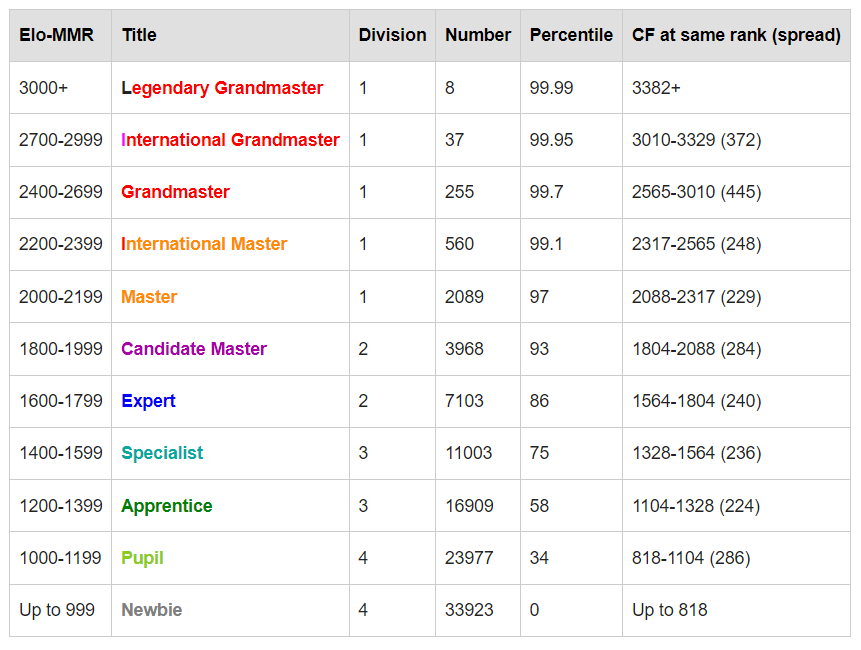 Elo-MMR Title Division Number Percentile CF at same rank (spread)
3000+ Legendary Grandmaster 1 8 99.99 3382+
2700-2999 International Grandmaster 1 37 99.95 3010-3329 (372)
2400-2699 Grandmaster 1 255 99.7 2565-3010 (445)
2200-2399 International Master 1 560 99.1 2317-2565 (248)
2000-2199 Master 1 2089 97 2088-2317 (229)
1800-1999 Candidate Master 2 3968 93 1804-2088 (284)
1600-1799 Expert 2 7103 86 1564-1804 (240)
1400-1599 Specialist 3 11003 75 1328-1564 (236)
1200-1399 Apprentice 3 16909 58 1104-1328 (224)
1000-1199 Pupil 4 23977 34 818-1104 (286)
Up to 999 Newbie 4 33923 0 Up to 818